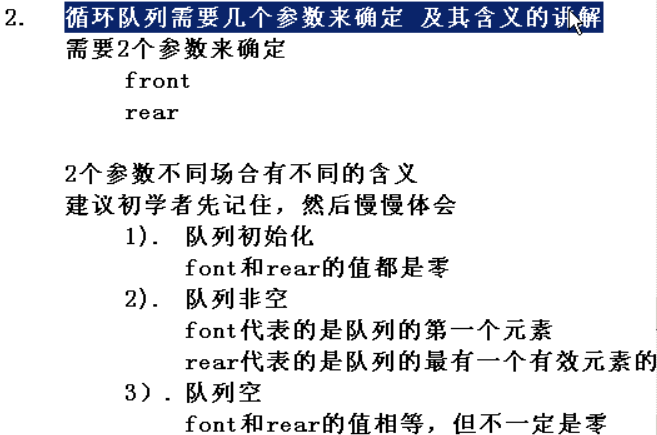 2. 循环队列需要几个参数来确定 及其含义的讲解
需要2个参数来确定
front
rear
2个参数不同场合有不同的含义
建议初学者先记住，然后慢慢体会
1). 队列初始化
font和rear的值都是零
2). 队列非空
font代表的是队列的第一个元素
rear代表的是队列的最有一个有效元素的
3）. 队列空
font和rear的值相等，但不一定是零